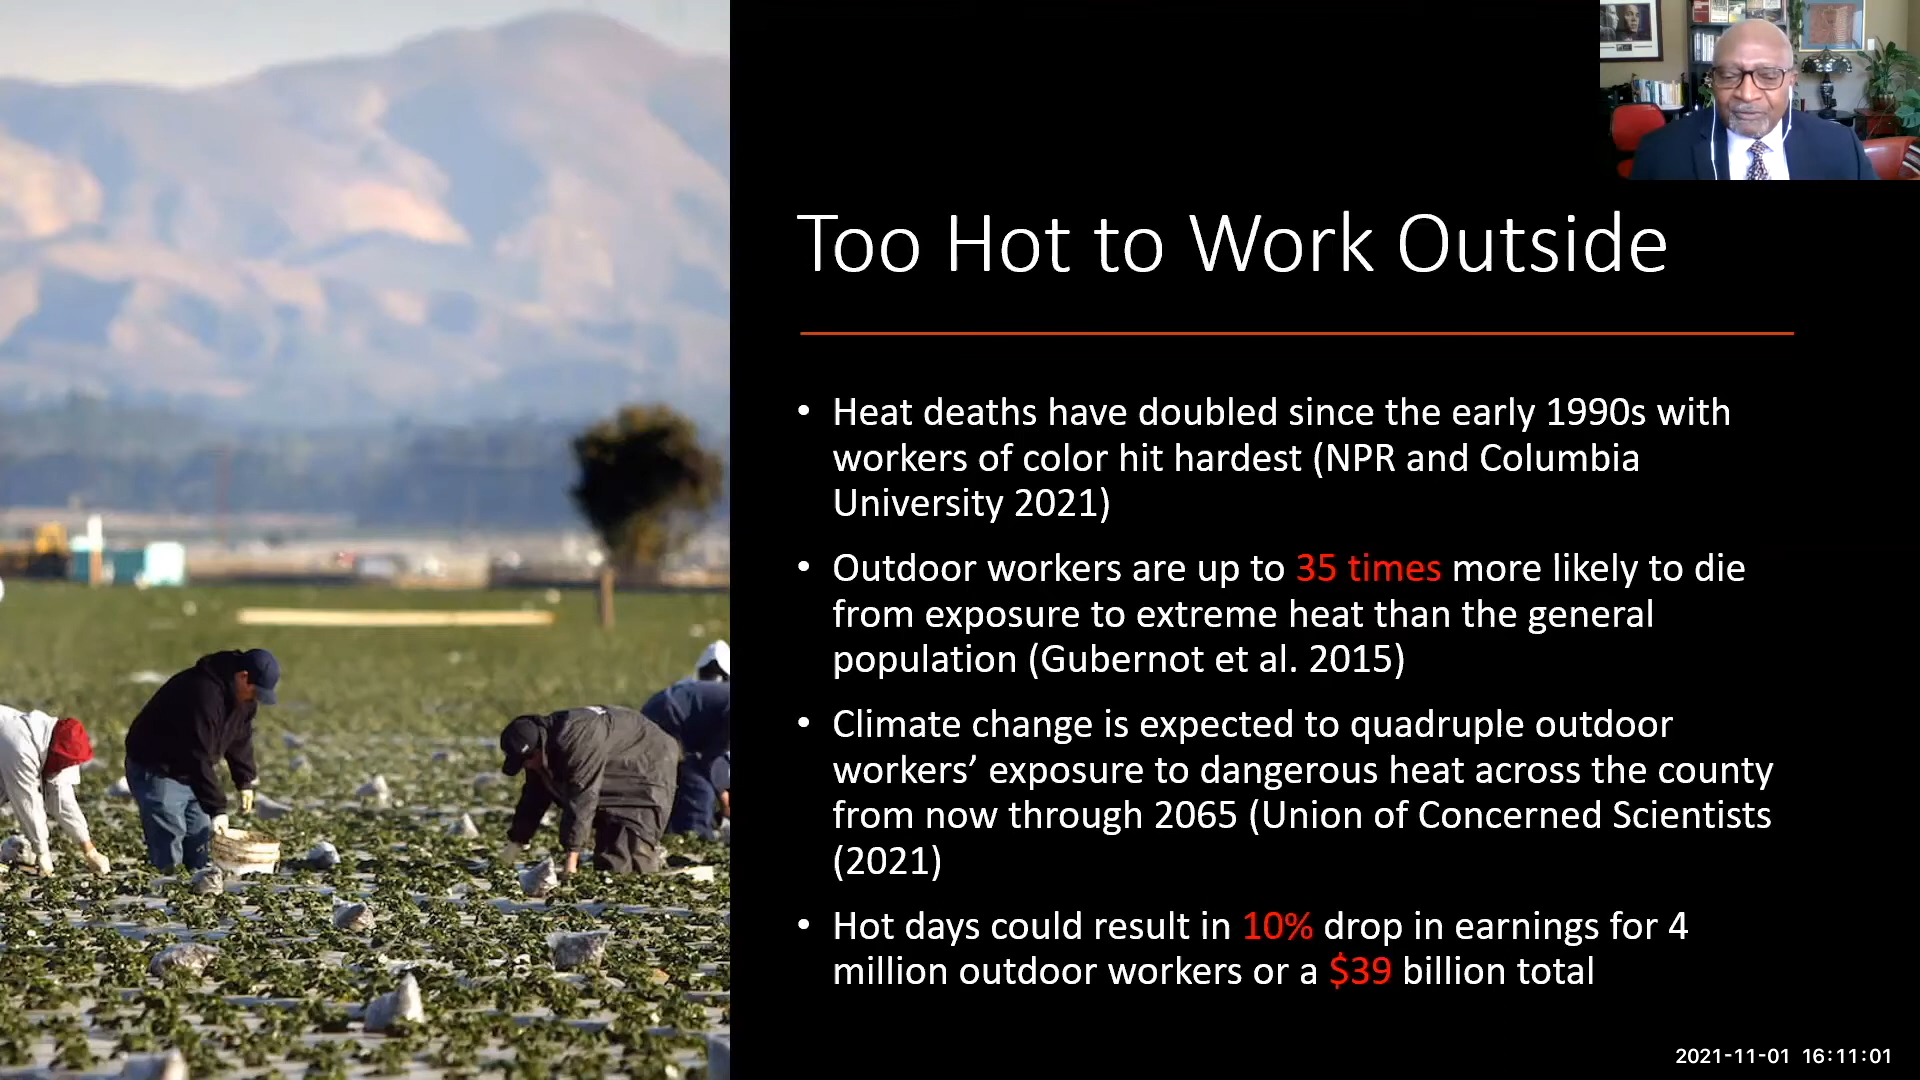 Too Hot to Work Outside
• Heat deaths have doubled since the early 1990s with
workers of color hit hardest (NPR and Columbia
University 2021)
• Outdoor workers are up to 35 times more likely to die
from exposure to extreme heat than the general
population (Gubernot et al. 2015)
• Climate change is expected to quadruple outdoor
workers’ exposure to dangerous heat across the county
from now through 2065 (Union of Concerned Scientists
(2021)
• Hot days could result in 10% drop in earnings for 4
million outdoor workers or a $39 billion total
2021-11-01 16:11:01